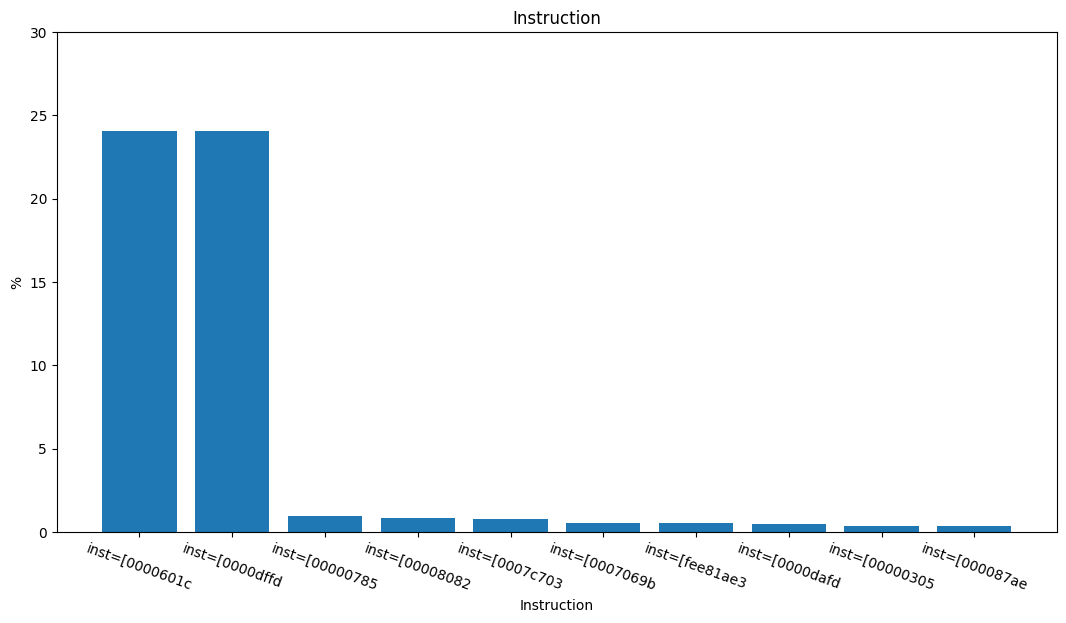 Instruction
30
25
20
15
10
5
0
%
inst=[0000601c
inst=[0000dffd
inst=[00000785
inst=[00008082
inst=[0007c703
inst=[0007069b
inst=[fee81ae3
inst=[0000dafd
inst=[00000305
inst=[000087ae
Instruction